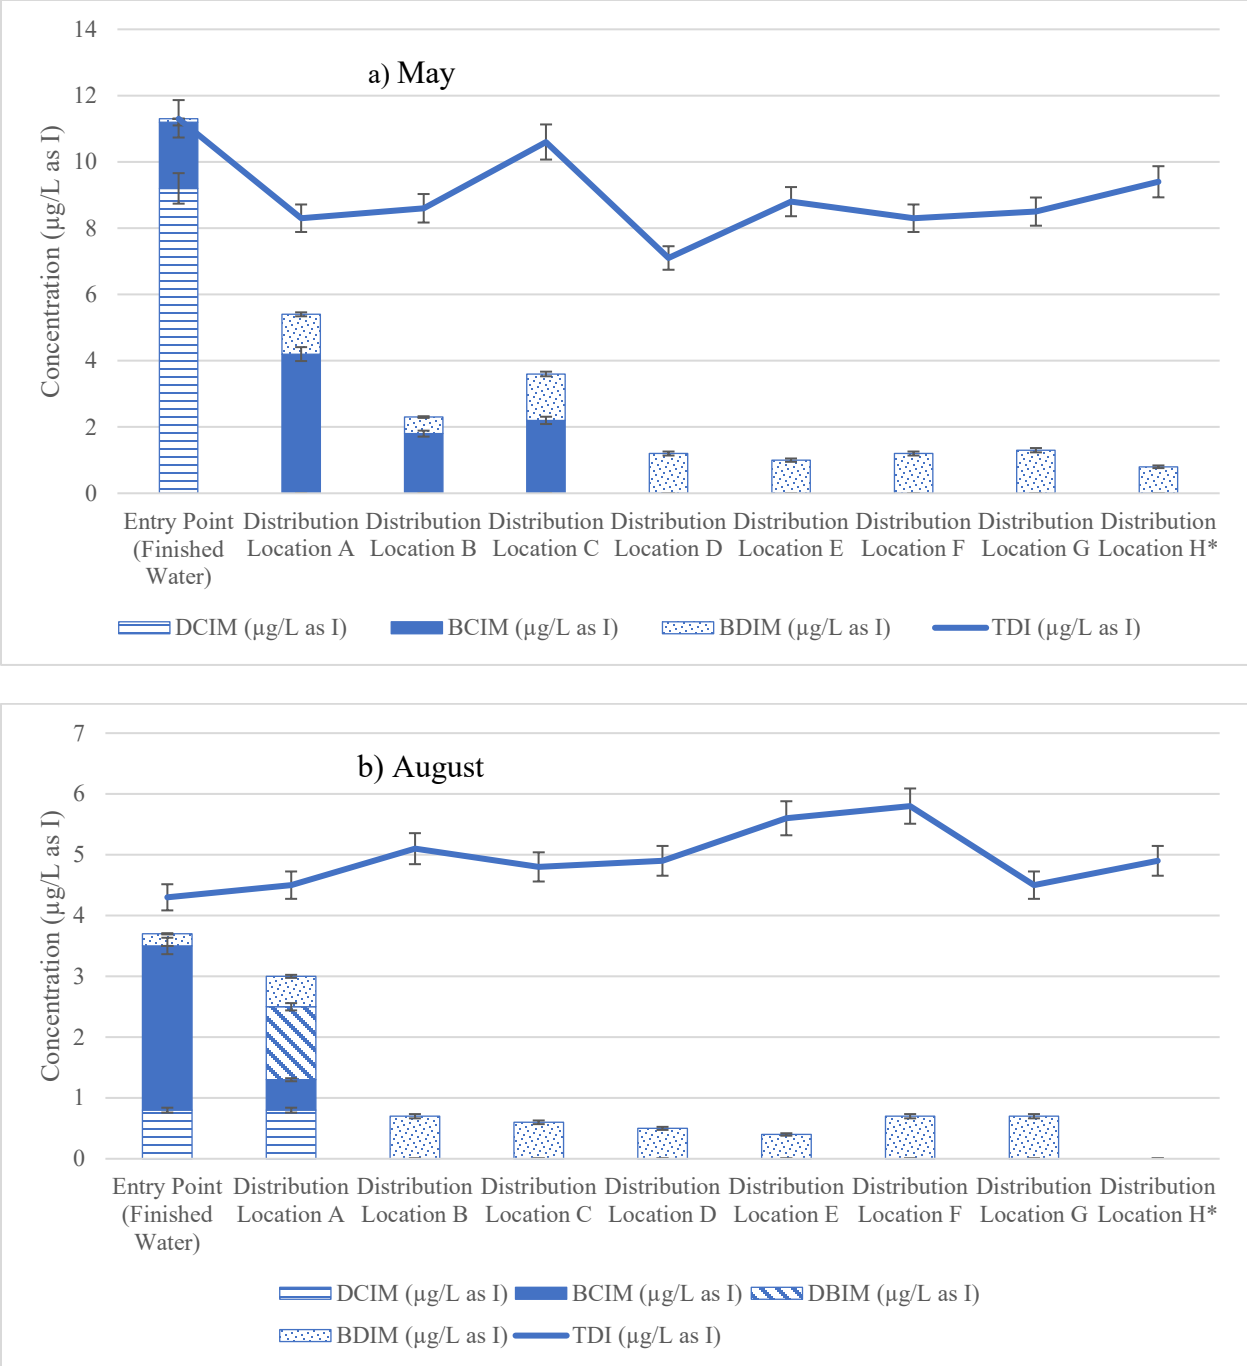 a) May
Concentration (µg/L as I)
14
12
10
8
6
4
2
0
Entry Point
(Finished
Water)
Distribution
Location A
Distribution
Location B
Distribution
Location C
Distribution
Location D
Distribution
Location E
Distribution
Location F
Distribution
Location G
Distribution
Location H*
DCIM (µg/L as I)
BCIM (µg/L as I)
BDIM (µg/L as I)
TDI (µg/L as I)
b) August
Concentration (µg/L as I)
7
6
5
4
3
2
1
0
Entry Point
(Finished
Water)
Distribution
Location A
Distribution
Location B
Distribution
Location C
Distribution
Location D
Distribution
Location E
Distribution
Location F
Distribution
Location G
Distribution
Location H*
DCIM (µg/L as I)
BCIM (µg/L as I)
DBIM (µg/L as I)
BDIM (µg/L as I)
TDI (µg/L as I)